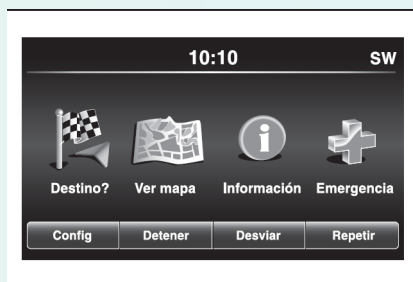 10:10 SW
Destino? Ver mapa Información Emergencia
Config Detener Desviar Repetir